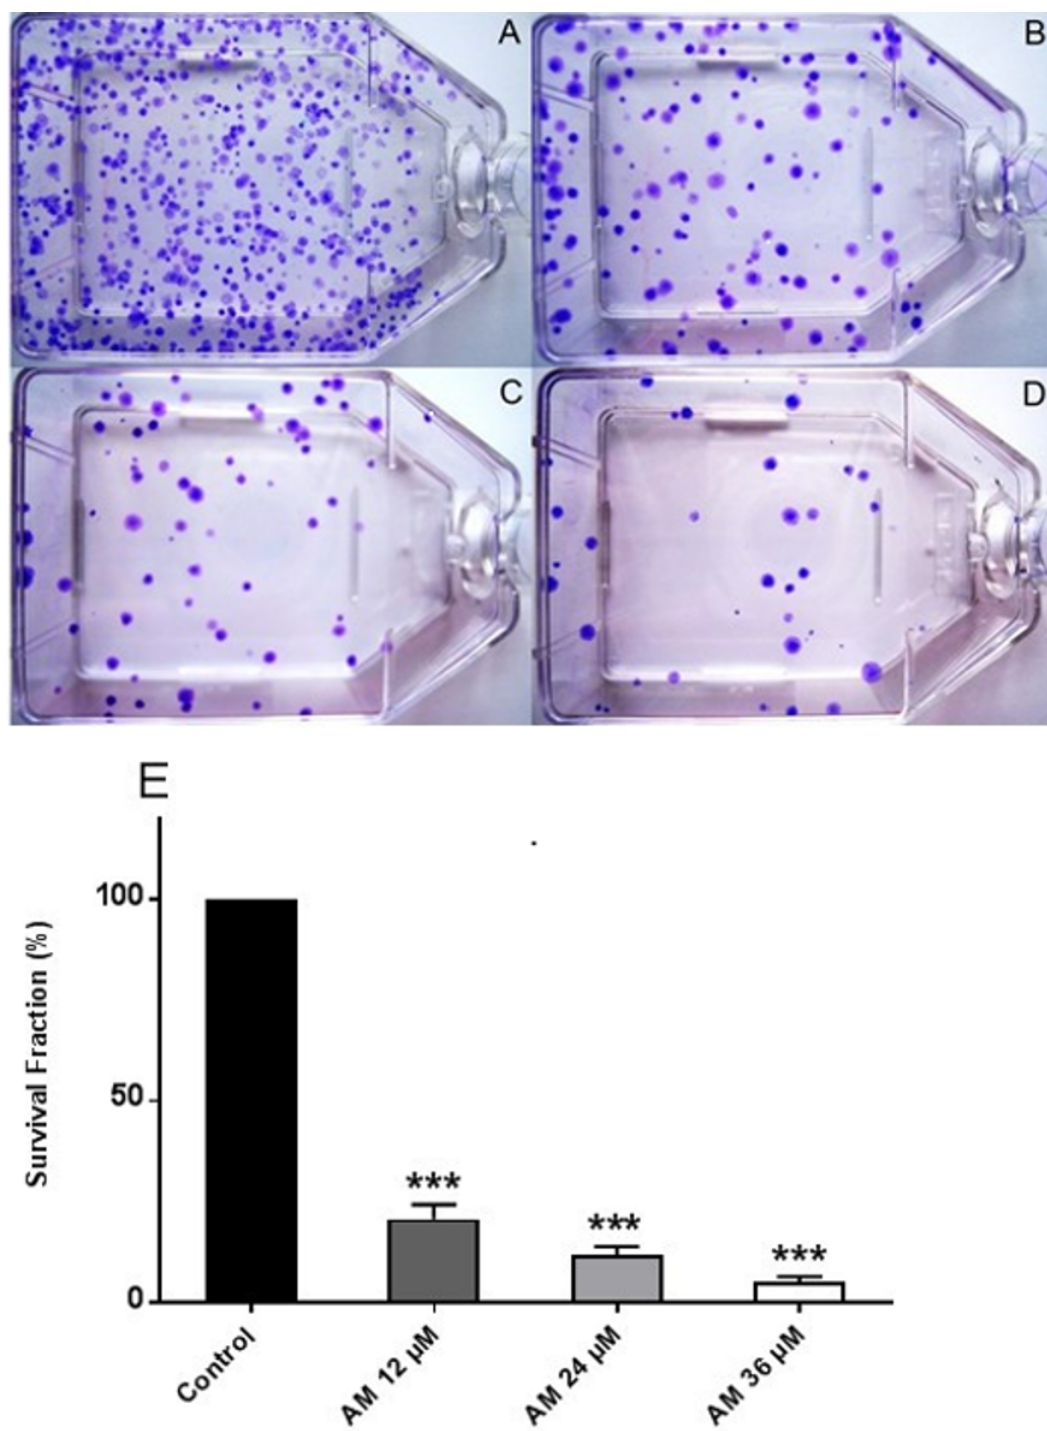 A
B
C
D
E
Survival Fraction (%)
100
50
0
***
***
***
Control
AM 12 µM
AM 24 µM
AM 36 µM